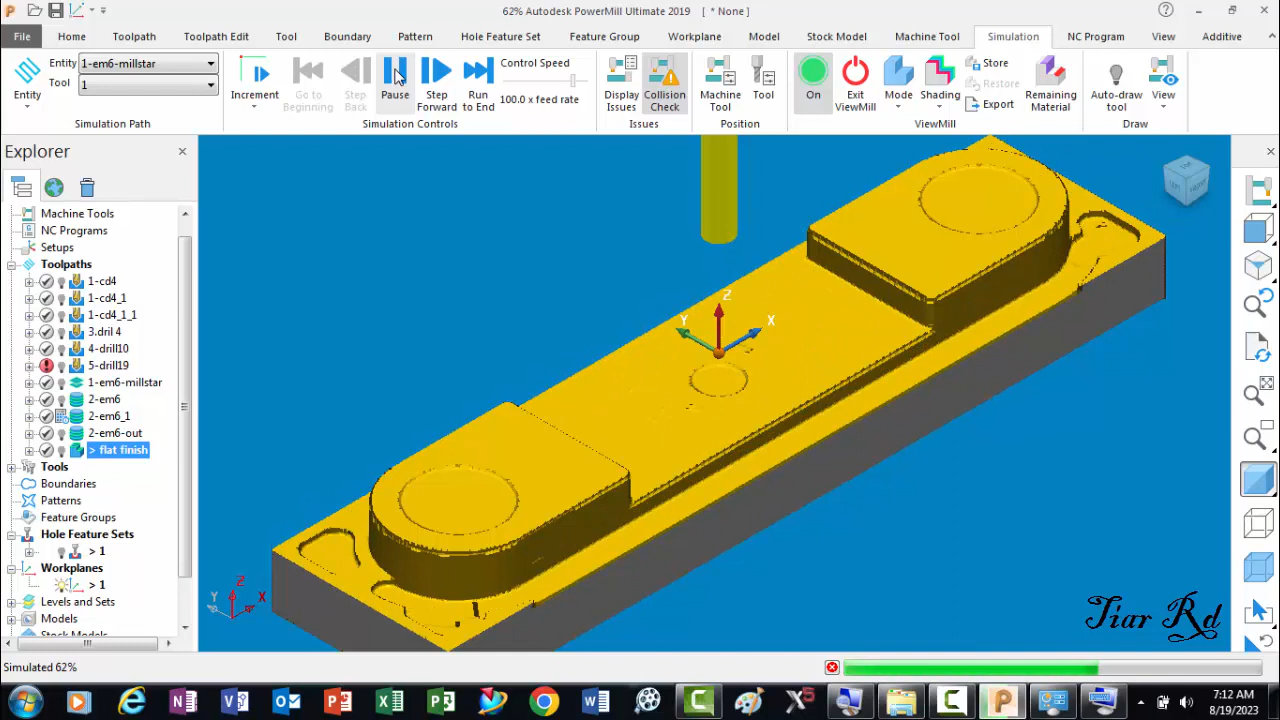 62% Autodesk PowerMill Ultimate 2019 [ * None ]
File Home Toolpath Toolpath Edit Tool Boundary Pattern Hole Feature Set Feature Group Workplane Model Stock Model Machine Tool Simulation NC Program View Additive
Entity 1-em6-millstar
Tool 1
Entity
Increment
Go to Beginning
Step Back
Pause
Step Forward
Run to End
Control Speed
100.0 x feed rate
Display Issues
Collision Check
Machine Tool
Tool
On
Exit ViewMill
Mode
Shading
Store
Restore
Export
Remaining Material
Auto-draw tool
View
Simulation Path
Simulation Controls
Issues
Position
ViewMill
Draw
Explorer
Machine Tools
NC Programs
Setups
Toolpaths
1-cd4
1-cd4_1
1-cd4_1_1
3.dril 4
4-drill10
5-drill19
1-em6-millstar
2-em6
2-em6_1
2-em6-out
> flat finish
Tools
Boundaries
Patterns
Feature Groups
Hole Feature Sets
> 1
Workplanes
> 1
Levels and Sets
Models
Stock Models
Z
Y
X
Z
Y
X
Tiar Rd
Simulated 62%
7:12 AM
8/19/2023